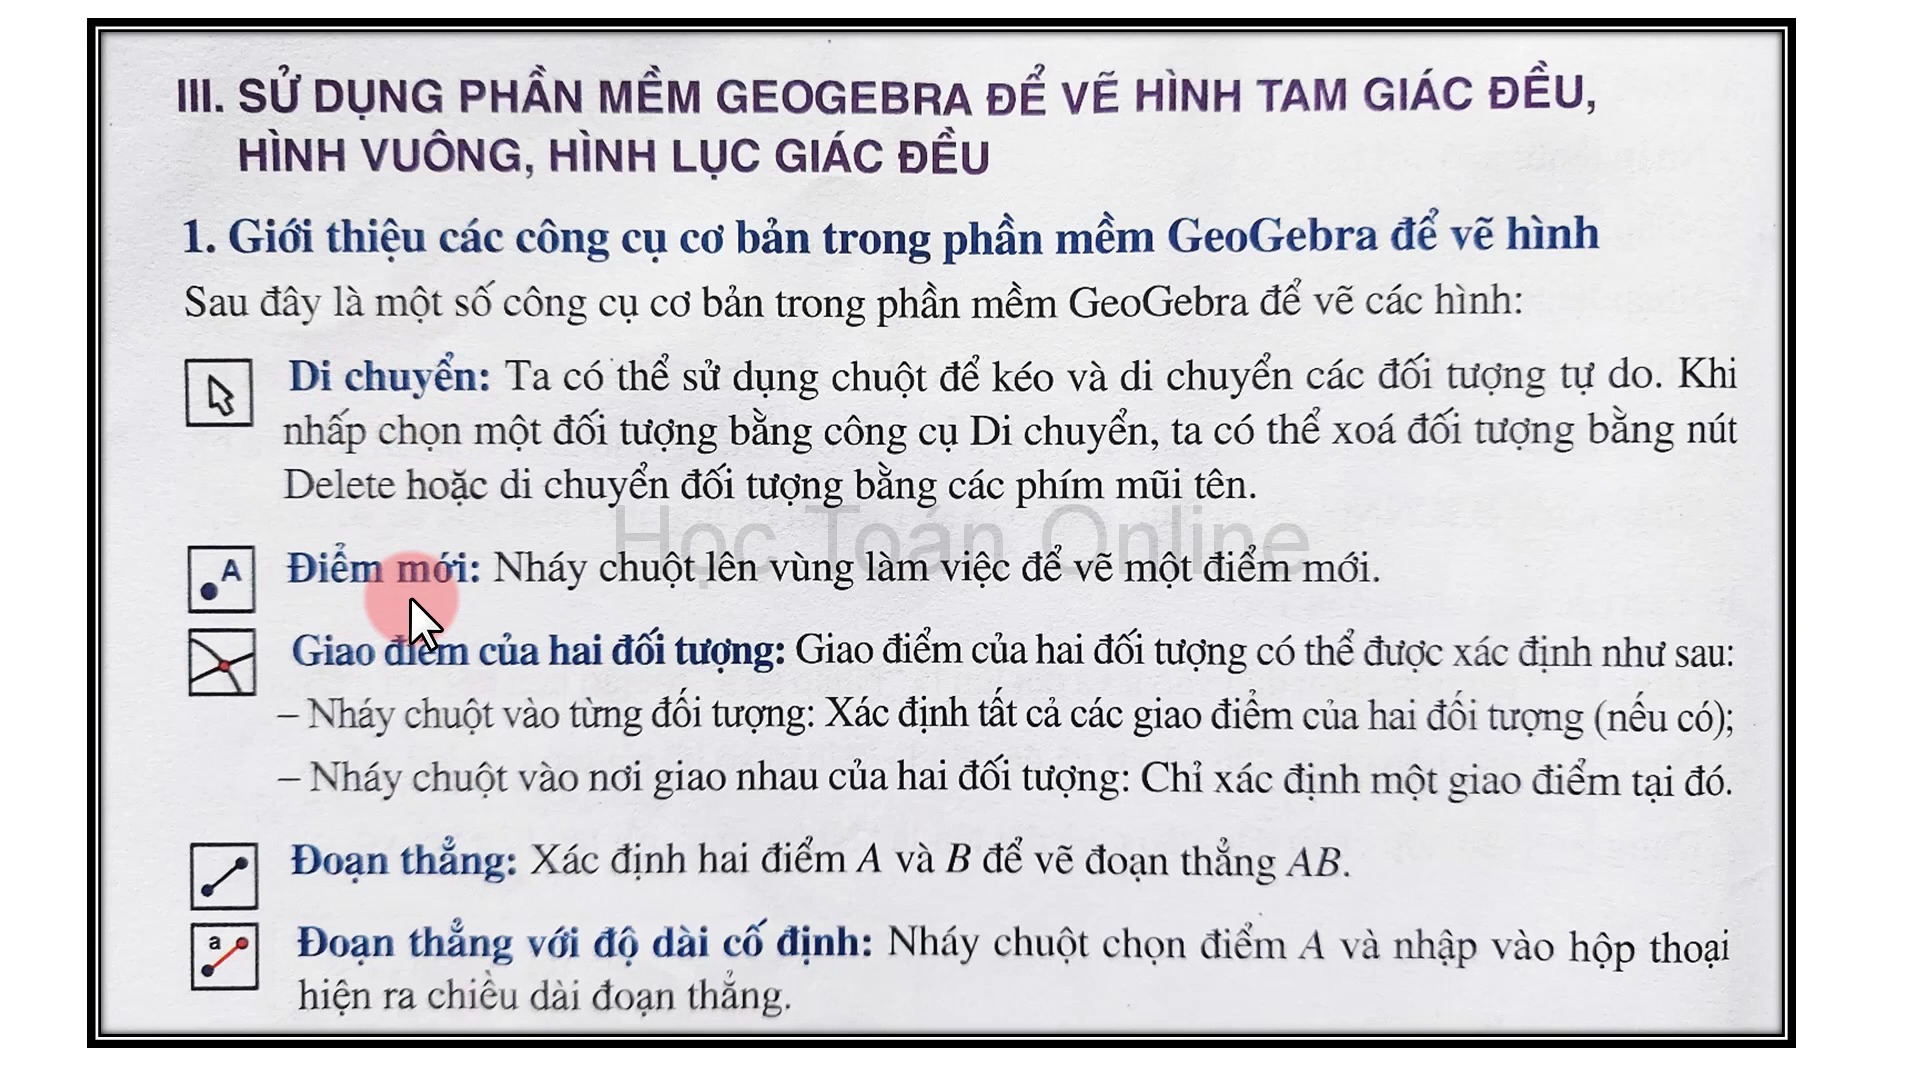 III. SỬ DỤNG PHẦN MỀM GEOGEBRA ĐỂ VẼ HÌNH TAM GIÁC ĐỀU,
HÌNH VUÔNG, HÌNH LỤC GIÁC ĐỀU
1. Giới thiệu các công cụ cơ bản trong phần mềm GeoGebra để vẽ hình
Sau đây là một số công cụ cơ bản trong phần mềm GeoGebra để vẽ các hình:
Di chuyển: Ta có thể sử dụng chuột để kéo và di chuyển các đối tượng tự do. Khi
nhấp chọn một đối tượng bằng công cụ Di chuyển, ta có thể xoá đối tượng bằng nút
Delete hoặc di chuyển đối tượng bằng các phím mũi tên.
Học Toán Online
A
Điểm mới: Nháy chuột lên vùng làm việc để vẽ một điểm mới.
Giao điểm của hai đối tượng: Giao điểm của hai đối tượng có thể được xác định như sau:
– Nháy chuột vào từng đối tượng: Xác định tất cả các giao điểm của hai đối tượng (nếu có);
– Nháy chuột vào nơi giao nhau của hai đối tượng: Chỉ xác định một giao điểm tại đó.
Đoạn thẳng: Xác định hai điểm A và B để vẽ đoạn thẳng AB.
a
Đoạn thẳng với độ dài cố định: Nháy chuột chọn điểm A và nhập vào hộp thoại
hiện ra chiều dài đoạn thẳng.